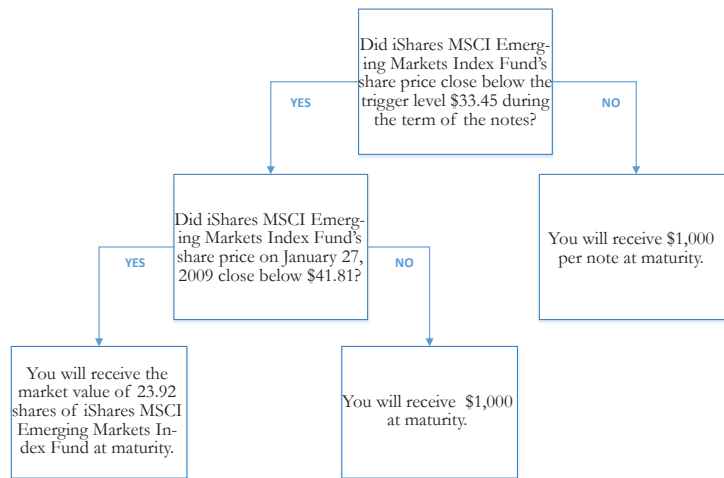 Did iShares MSCI Emerg-
ing Markets Index Fund's
share price close below the
trigger level $33.45 during
the term of the notes?
YES
NO
Did iShares MSCI Emerg-
ing Markets Index Fund's
share price on January 27,
2009 close below $41.81?
You will receive $1,000
per note at maturity.
YES
NO
You will receive the
market value of 23.92
shares of iShares MSCI
Emerging Markets In-
dex Fund at maturity.
You will receive $1,000
at maturity.